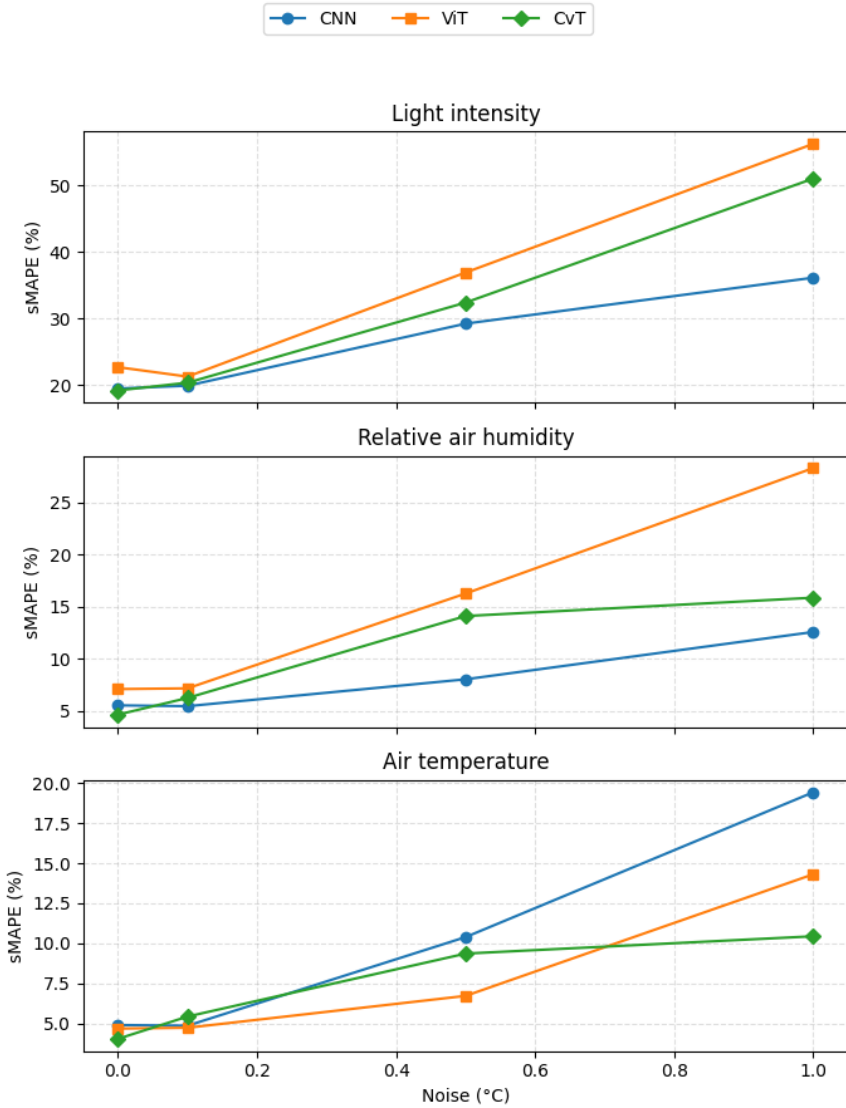 CNN ViT CvT
Light intensity
sMAPE (%)
50
40
30
20
Relative air humidity
sMAPE (%)
25
20
15
10
5
Air temperature
sMAPE (%)
20.0
17.5
15.0
12.5
10.0
7.5
5.0
0.0 0.2 0.4 0.6 0.8 1.0
Noise (°C)